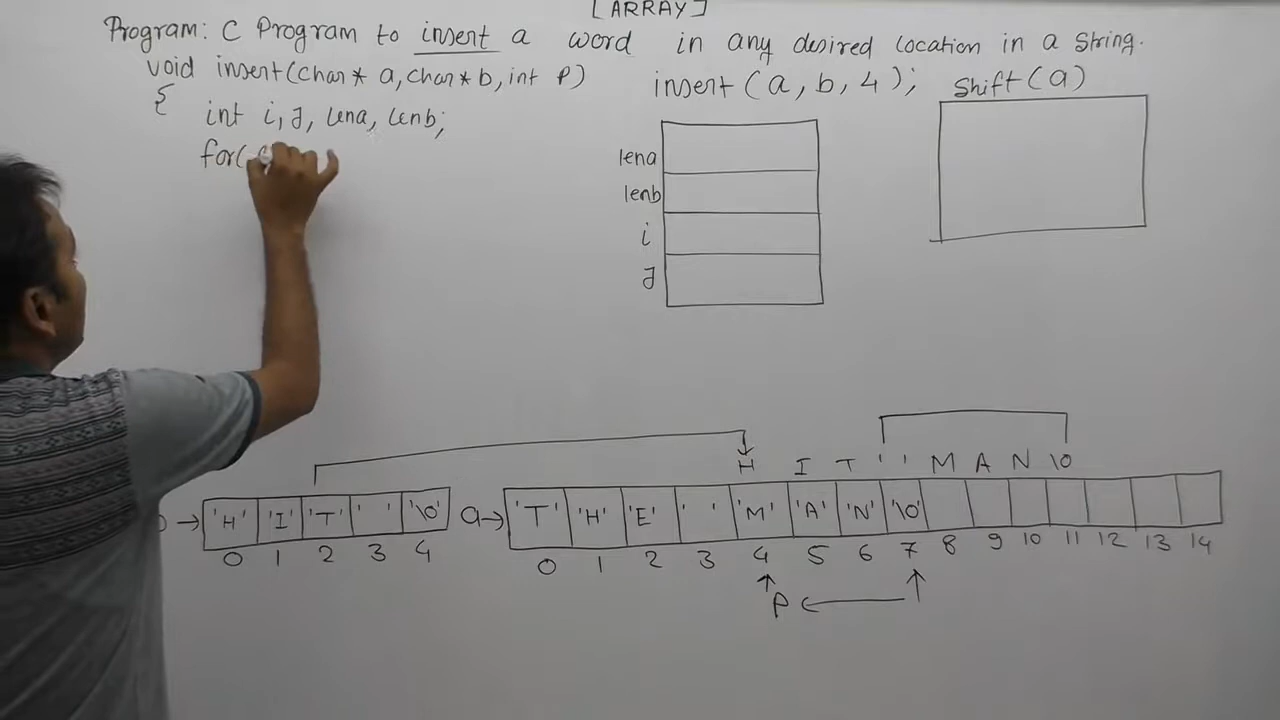 [ARRAY]
Program: C Program to insert a word in any desired location in a string.
void insert(char* a, char* b, int P)
insert(a, b, 4);
Shift(a)
{
int i, J, lena, lenb;
for(
lena
lenb
i
J
H I T ' ' M A N \0
→ 'H' 'I' 'T' ' ' '\0'
a→ 'T' 'H' 'E' ' ' 'M' 'A' 'N' '\0'
0 1 2 3 4
0 1 2 3 4 5 6 7 8 9 10 11 12 13 14
P